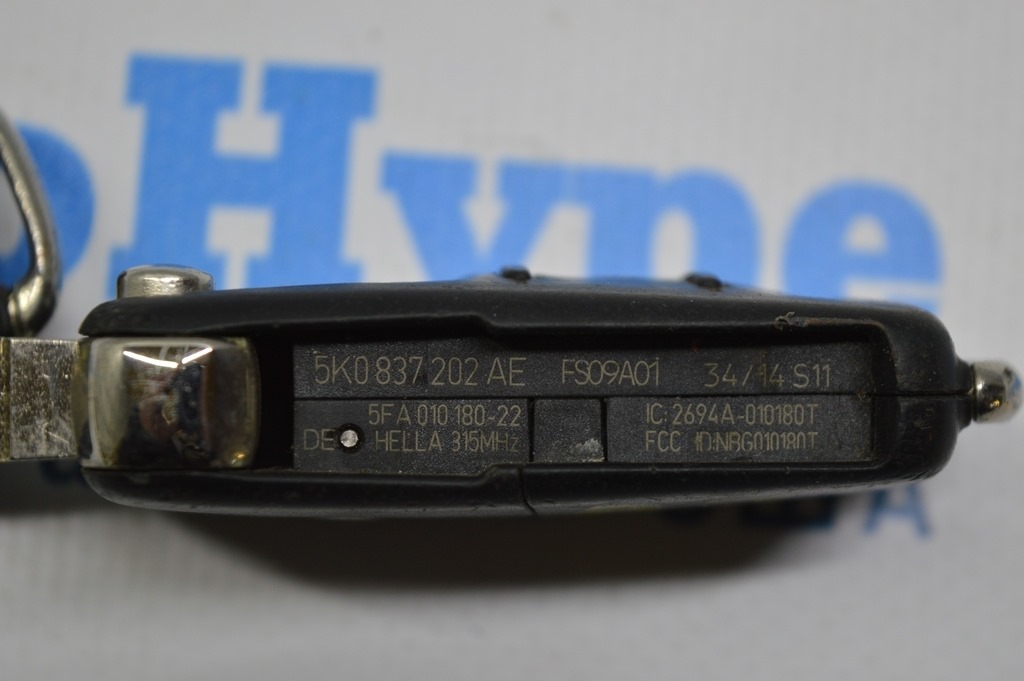 Hype
5K0 837 202 AE FS09A01 34/14 S11
5FA 010 180-22
DE HELLA 315MHz
IC: 2694A-010180T
FCC ID:NBG010180T